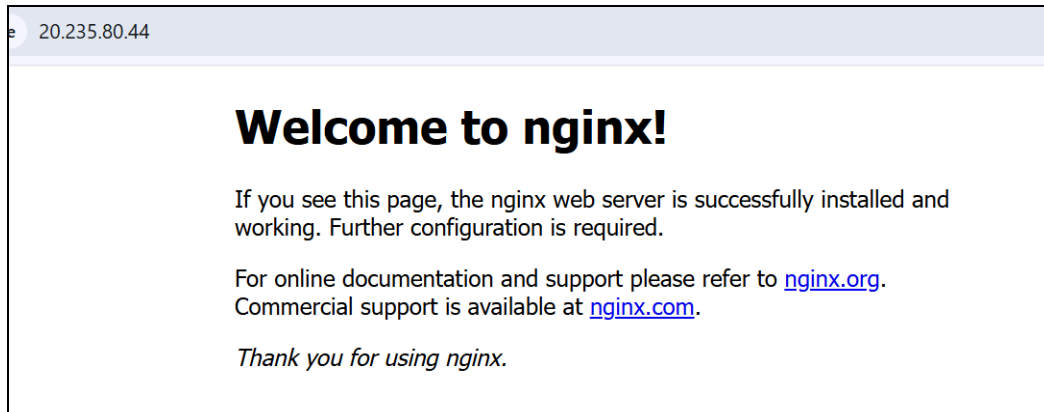 e 20.235.80.44
Welcome to nginx!
If you see this page, the nginx web server is successfully installed and
working. Further configuration is required.
For online documentation and support please refer to nginx.org.
Commercial support is available at nginx.com.
Thank you for using nginx.